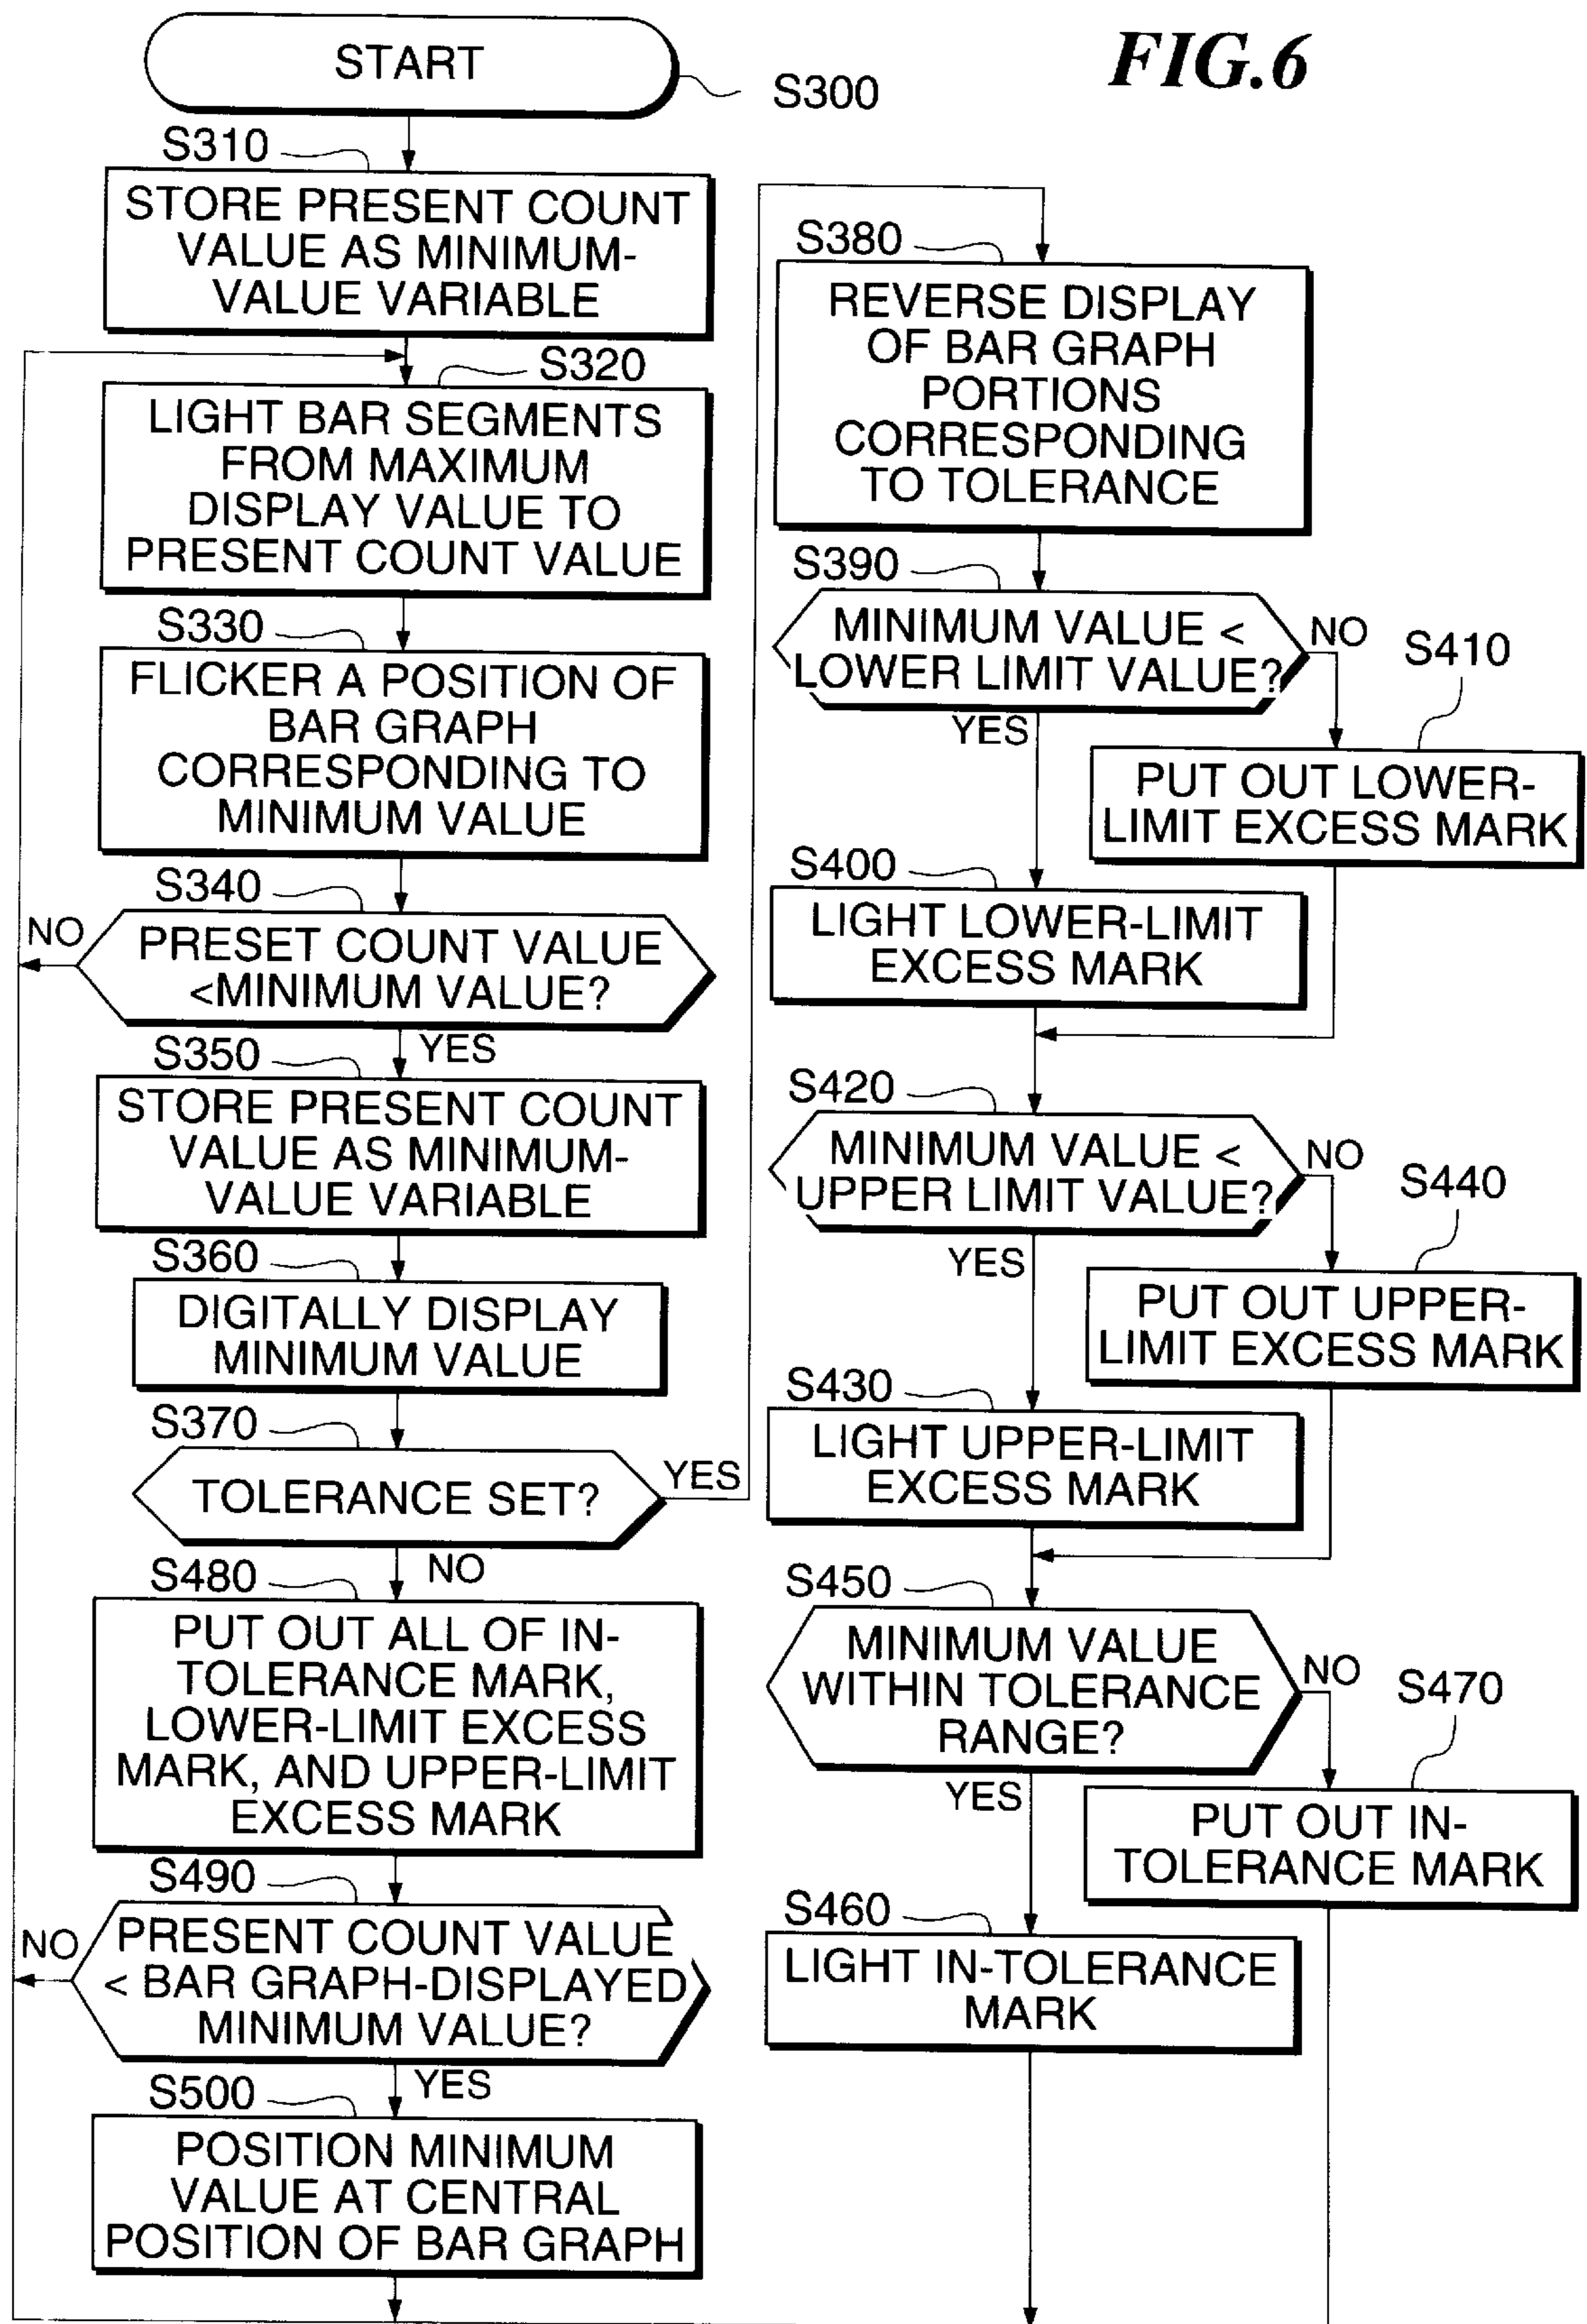 FIG.6
START
S300
S310
STORE PRESENT COUNT
VALUE AS MINIMUM-
VALUE VARIABLE
S320
LIGHT BAR SEGMENTS
FROM MAXIMUM
DISPLAY VALUE TO
PRESENT COUNT VALUE
S330
FLICKER A POSITION OF
BAR GRAPH
CORRESPONDING TO
MINIMUM VALUE
S340
NO
PRESET COUNT VALUE
<MINIMUM VALUE?
YES
S350
STORE PRESENT COUNT
VALUE AS MINIMUM-
VALUE VARIABLE
S360
DIGITALLY DISPLAY
MINIMUM VALUE
S370
TOLERANCE SET?
YES
NO
S480
PUT OUT ALL OF IN-
TOLERANCE MARK,
LOWER-LIMIT EXCESS
MARK, AND UPPER-LIMIT
EXCESS MARK
S490
NO
PRESENT COUNT VALUE
< BAR GRAPH-DISPLAYED
MINIMUM VALUE?
YES
S500
POSITION MINIMUM
VALUE AT CENTRAL
POSITION OF BAR GRAPH
S380
REVERSE DISPLAY
OF BAR GRAPH
PORTIONS
CORRESPONDING
TO TOLERANCE
S390
MINIMUM VALUE <
LOWER LIMIT VALUE?
NO
YES
S410
PUT OUT LOWER-
LIMIT EXCESS MARK
S400
LIGHT LOWER-LIMIT
EXCESS MARK
S420
MINIMUM VALUE <
UPPER LIMIT VALUE?
NO
YES
S440
PUT OUT UPPER-
LIMIT EXCESS MARK
S430
LIGHT UPPER-LIMIT
EXCESS MARK
S450
MINIMUM VALUE
WITHIN TOLERANCE
RANGE?
NO
YES
S470
PUT OUT IN-
TOLERANCE MARK
S460
LIGHT IN-TOLERANCE
MARK